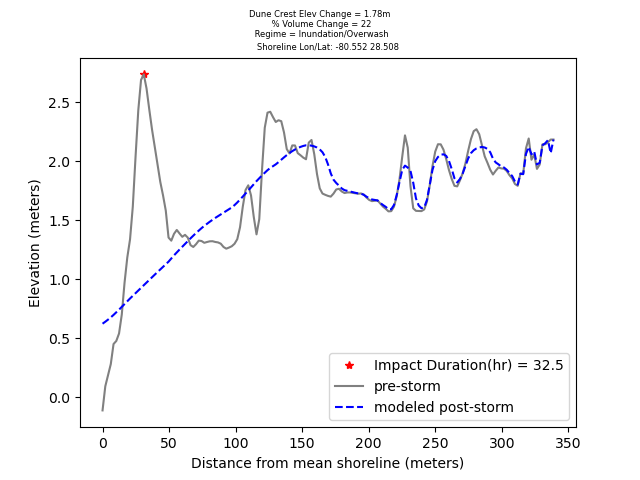 Dune Crest Elev Change = 1.78m
% Volume Change = 22
Regime = Inundation/Overwash
Shoreline Lon/Lat: -80.552 28.508
2.5
2.0
1.5
1.0
0.5
0.0
Elevation (meters)
Impact Duration(hr) = 32.5
pre-storm
modeled post-storm
0 50 100 150 200 250 300 350
Distance from mean shoreline (meters)